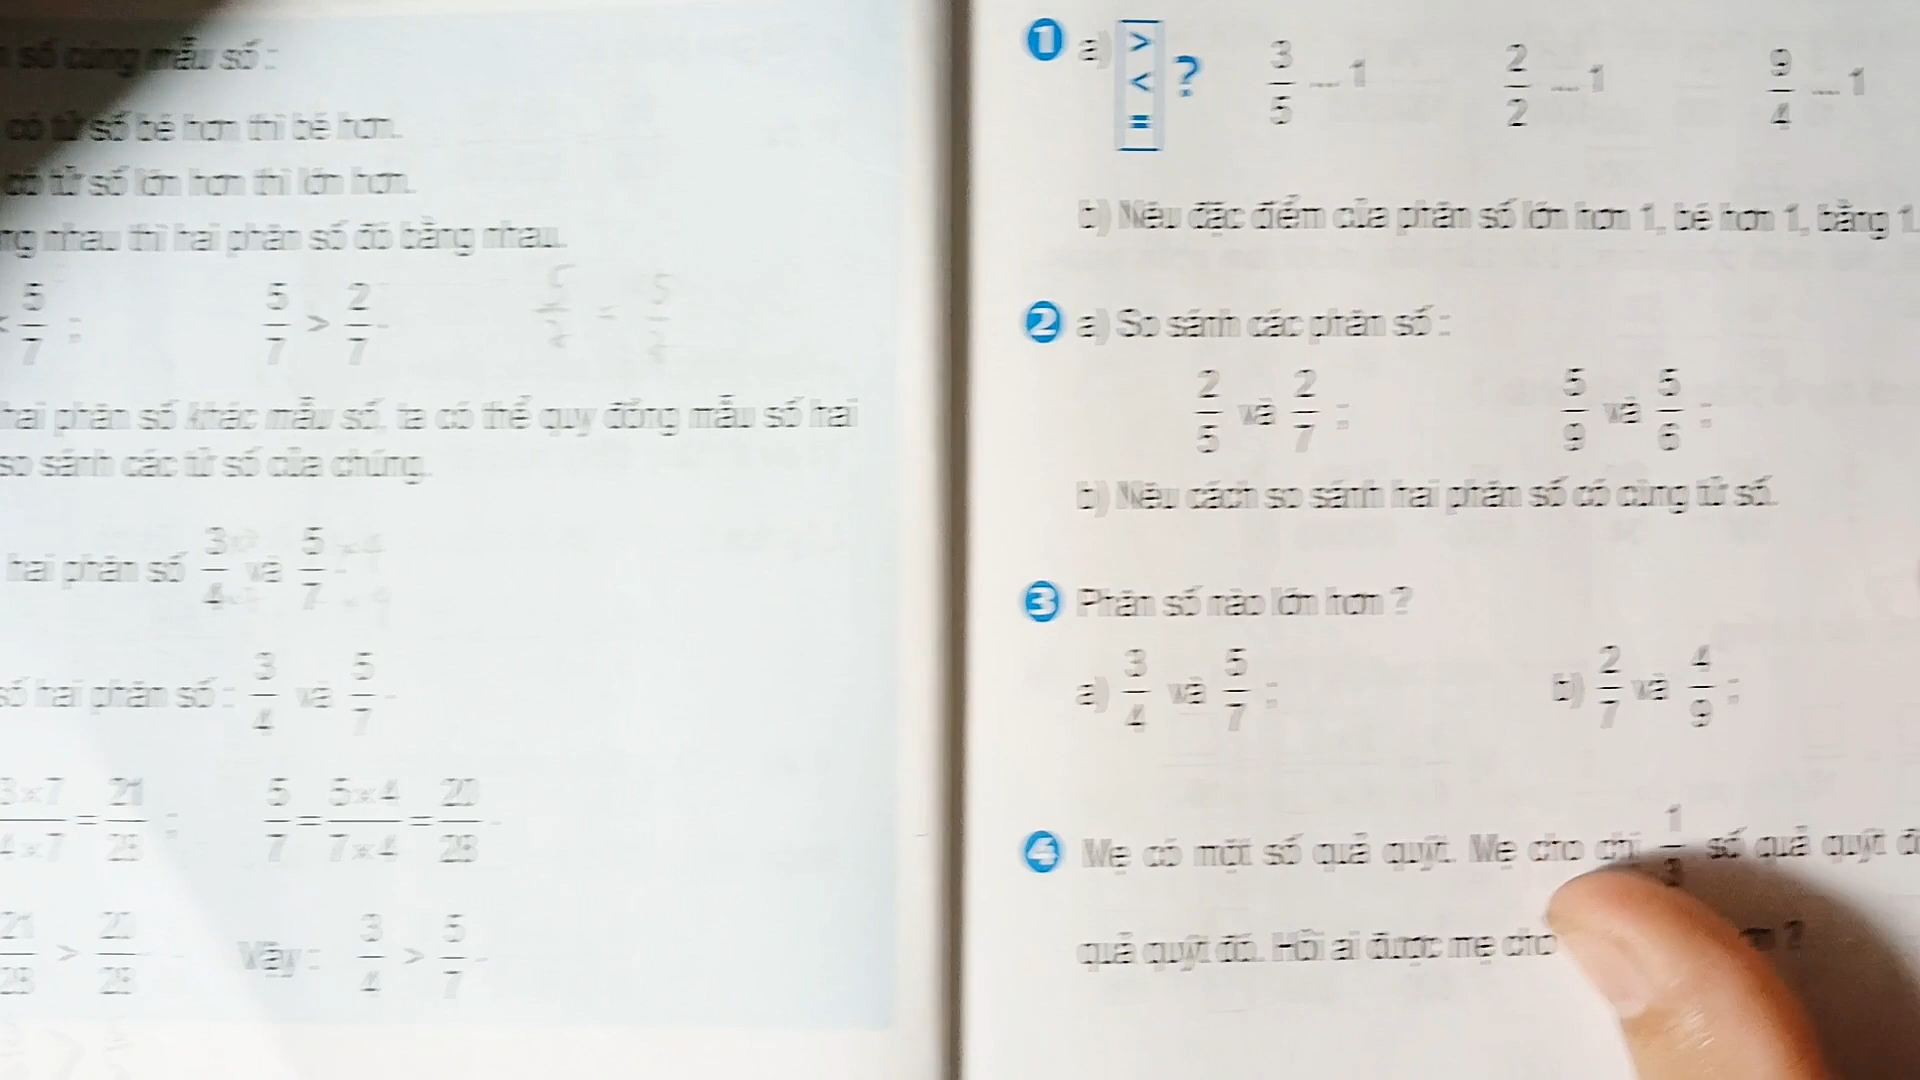 số cùng mẫu số :
có tử số bé hơn thì bé hơn.
có tử số lớn hơn thì lớn hơn.
nhau thì hai phân số đó bằng nhau.
< 5/7 ; 5/7 > 2/7 .
hai phân số khác mẫu số, ta có thể quy đồng mẫu số hai
so sánh các tử số của chúng.
hai phân số 3/4 và 5/7 .
số hai phân số : 3/4 và 5/7 .
3×7/4×7 = 21/28 ; 5/7 = 5×4/7×4 = 20/28 .
21/28 > 20/28 Vậy : 3/4 > 5/7 .
1 a) > < = ? 3/5 ... 1 2/2 ... 1 9/4 ... 1
b) Nêu đặc điểm của phân số lớn hơn 1, bé hơn 1, bằng 1.
2 a) So sánh các phân số :
2/5 và 2/7 ; 5/9 và 5/6 ;
b) Nêu cách so sánh hai phân số có cùng tử số.
3 Phân số nào lớn hơn ?
a) 3/4 và 5/7 ; b) 2/7 và 4/9 ;
4 Mẹ có một số quả quýt. Mẹ cho chị 1/3 số quả quýt
quả quýt đó. Hỏi ai được mẹ cho ?